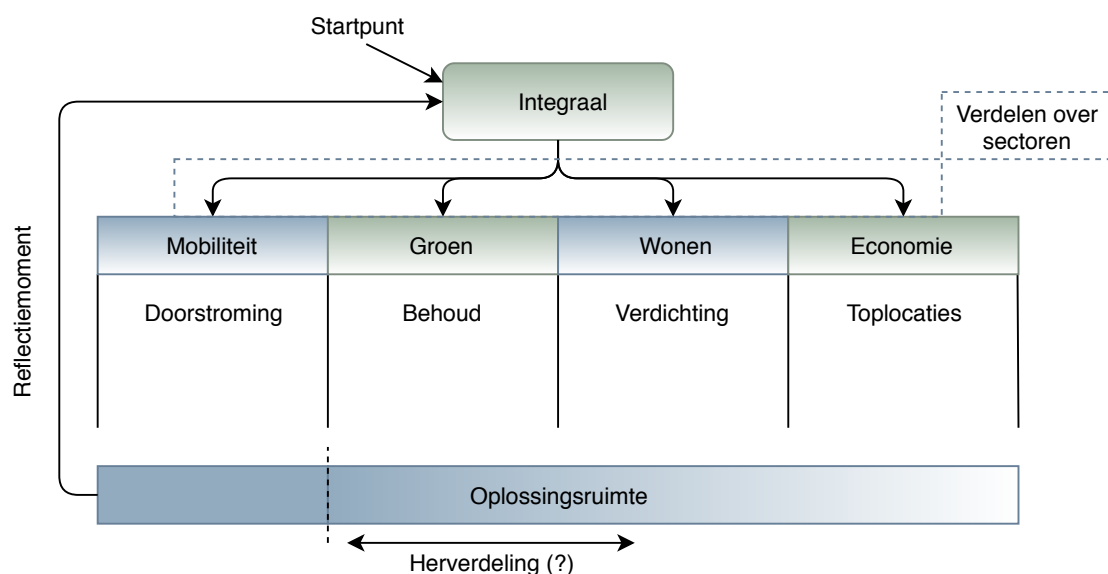 Startpunt
Integraal
Verdelen over
sectoren
Mobiliteit
Groen
Wonen
Economie
Doorstroming
Behoud
Verdichting
Toplocaties
Reflectiemoment
Oplossingsruimte
Herverdeling (?)